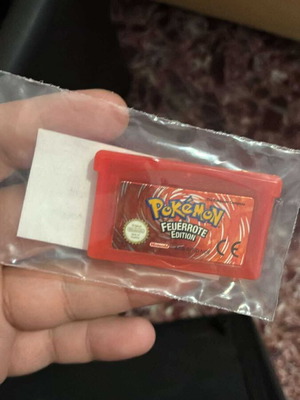 POKéMON
FEUERROTE
EDITION
Nintendo
CE